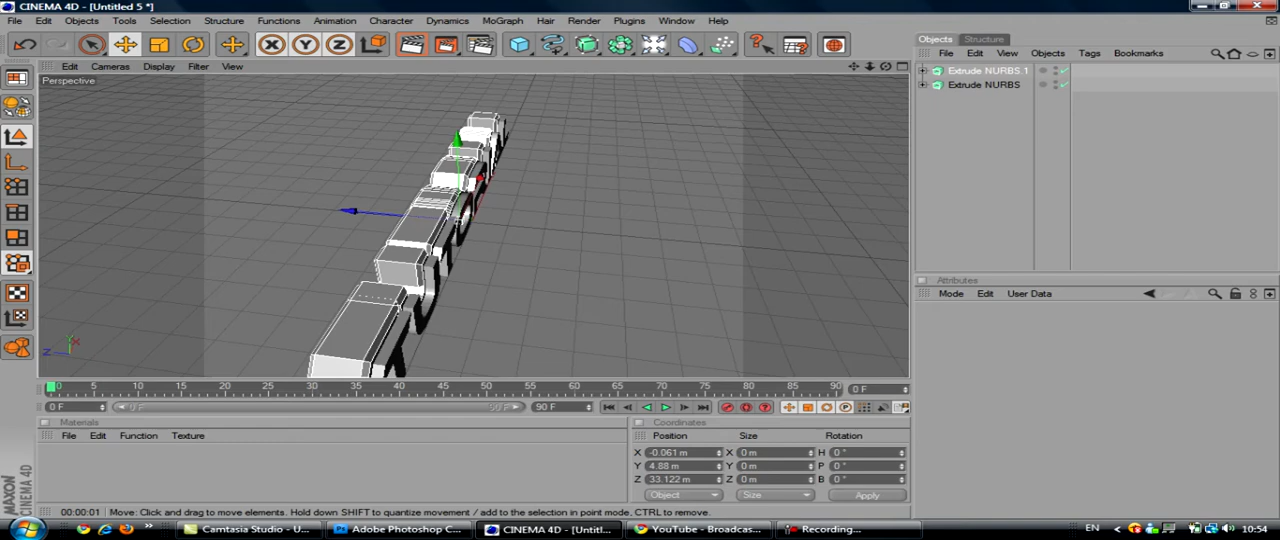 CINEMA 4D - [Untitled 5 *]
File Edit Objects Tools Selection Structure Functions Animation Character Dynamics MoGraph Hair Render Plugins Window Help
X Y Z
Objects Structure
File Edit View Objects Tags Bookmarks
Edit Cameras Display Filter View
Perspective
Extrude NURBS.1
Extrude NURBS
Attributes
Mode Edit User Data
Z X
0 5 10 15 20 25 30 35 40 45 50 55 60 65 70 75 80 85 90
0 F
0 F 0 F 90 F 90 F
Materials
File Edit Function Texture
Coordinates
Position Size Rotation
X -0.061 m X 0 m H 0 °
Y 4.88 m Y 0 m P 0 °
Z 33.122 m Z 0 m B 0 °
Object Size Apply
MAXON CINEMA 4D
00:00:01 Move: Click and drag to move elements. Hold down SHIFT to quantize movement / add to the selection in point mode, CTRL to remove.
Camtasia Studio - U... Adobe Photoshop C... CINEMA 4D - [Untitl... YouTube - Broadcas... Recording... EN 10:54